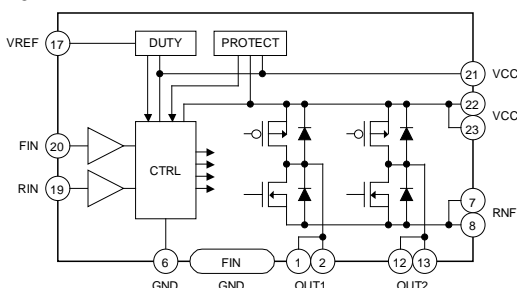 VREF
17
DUTY
PROTECT
21
VCC
22
VCC
23
FIN
20
RIN
19
CTRL
7
RNF
8
6
FIN
1
2
12
13
GND
GND
OUT1
OUT2